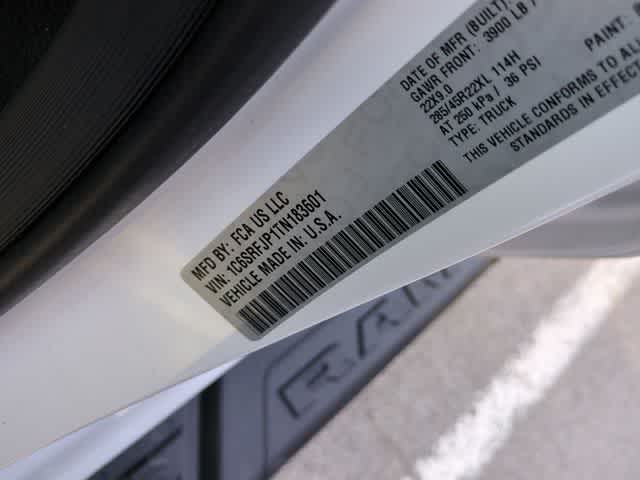 MFD BY: FCA US LLC
VIN: 1C6SRFJP1TN183601
VEHICLE MADE IN: U.S.A.
DATE OF MFR (BUILT):
GAWR FRONT: 3900 LB
22X9.0
285/45R22XL 114H
AT 250 kPa / 36 PSI
TYPE: TRUCK
PAINT:
THIS VEHICLE CONFORMS TO ALL
STANDARDS IN EFFECT
RAM